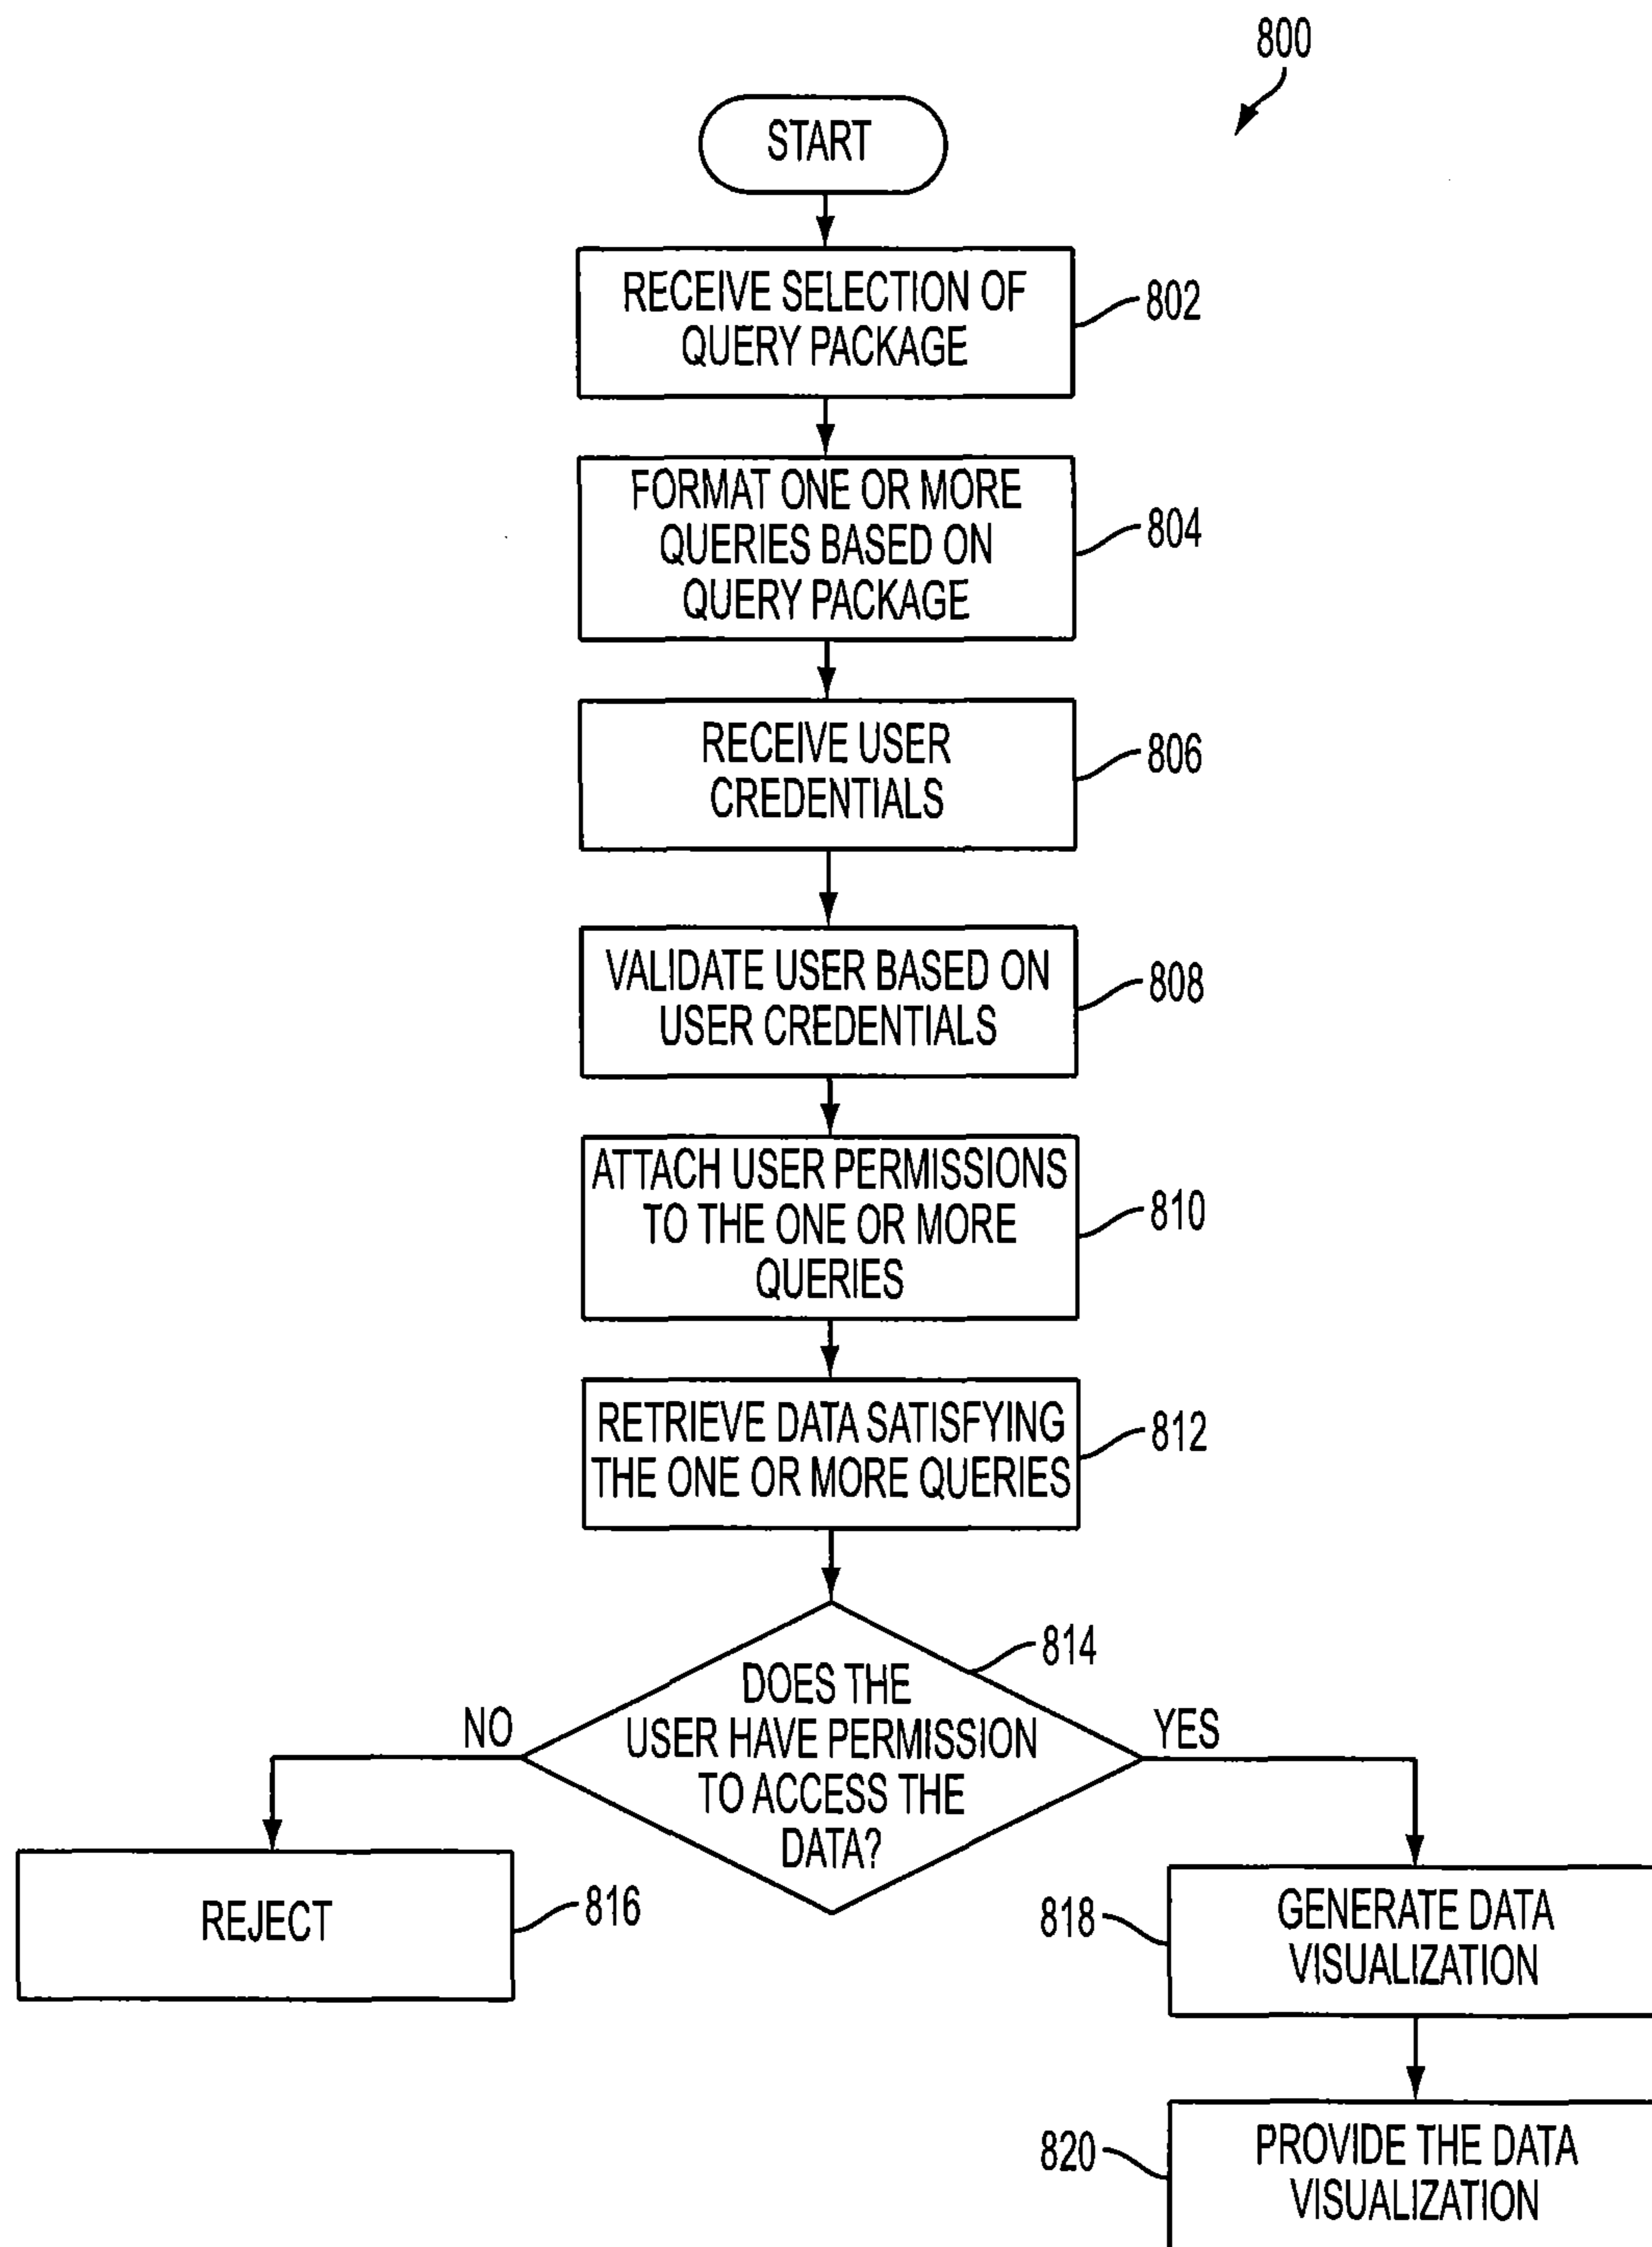 800
START
RECEIVE SELECTION OF
QUERY PACKAGE
802
FORMAT ONE OR MORE
QUERIES BASED ON
QUERY PACKAGE
804
RECEIVE USER
CREDENTIALS
806
VALIDATE USER BASED ON
USER CREDENTIALS
808
ATTACH USER PERMISSIONS
TO THE ONE OR MORE
QUERIES
810
RETRIEVE DATA SATISFYING
THE ONE OR MORE QUERIES
812
814
DOES THE
USER HAVE PERMISSION
TO ACCESS THE
DATA?
NO
YES
REJECT
816
818
GENERATE DATA
VISUALIZATION
820
PROVIDE THE DATA
VISUALIZATION